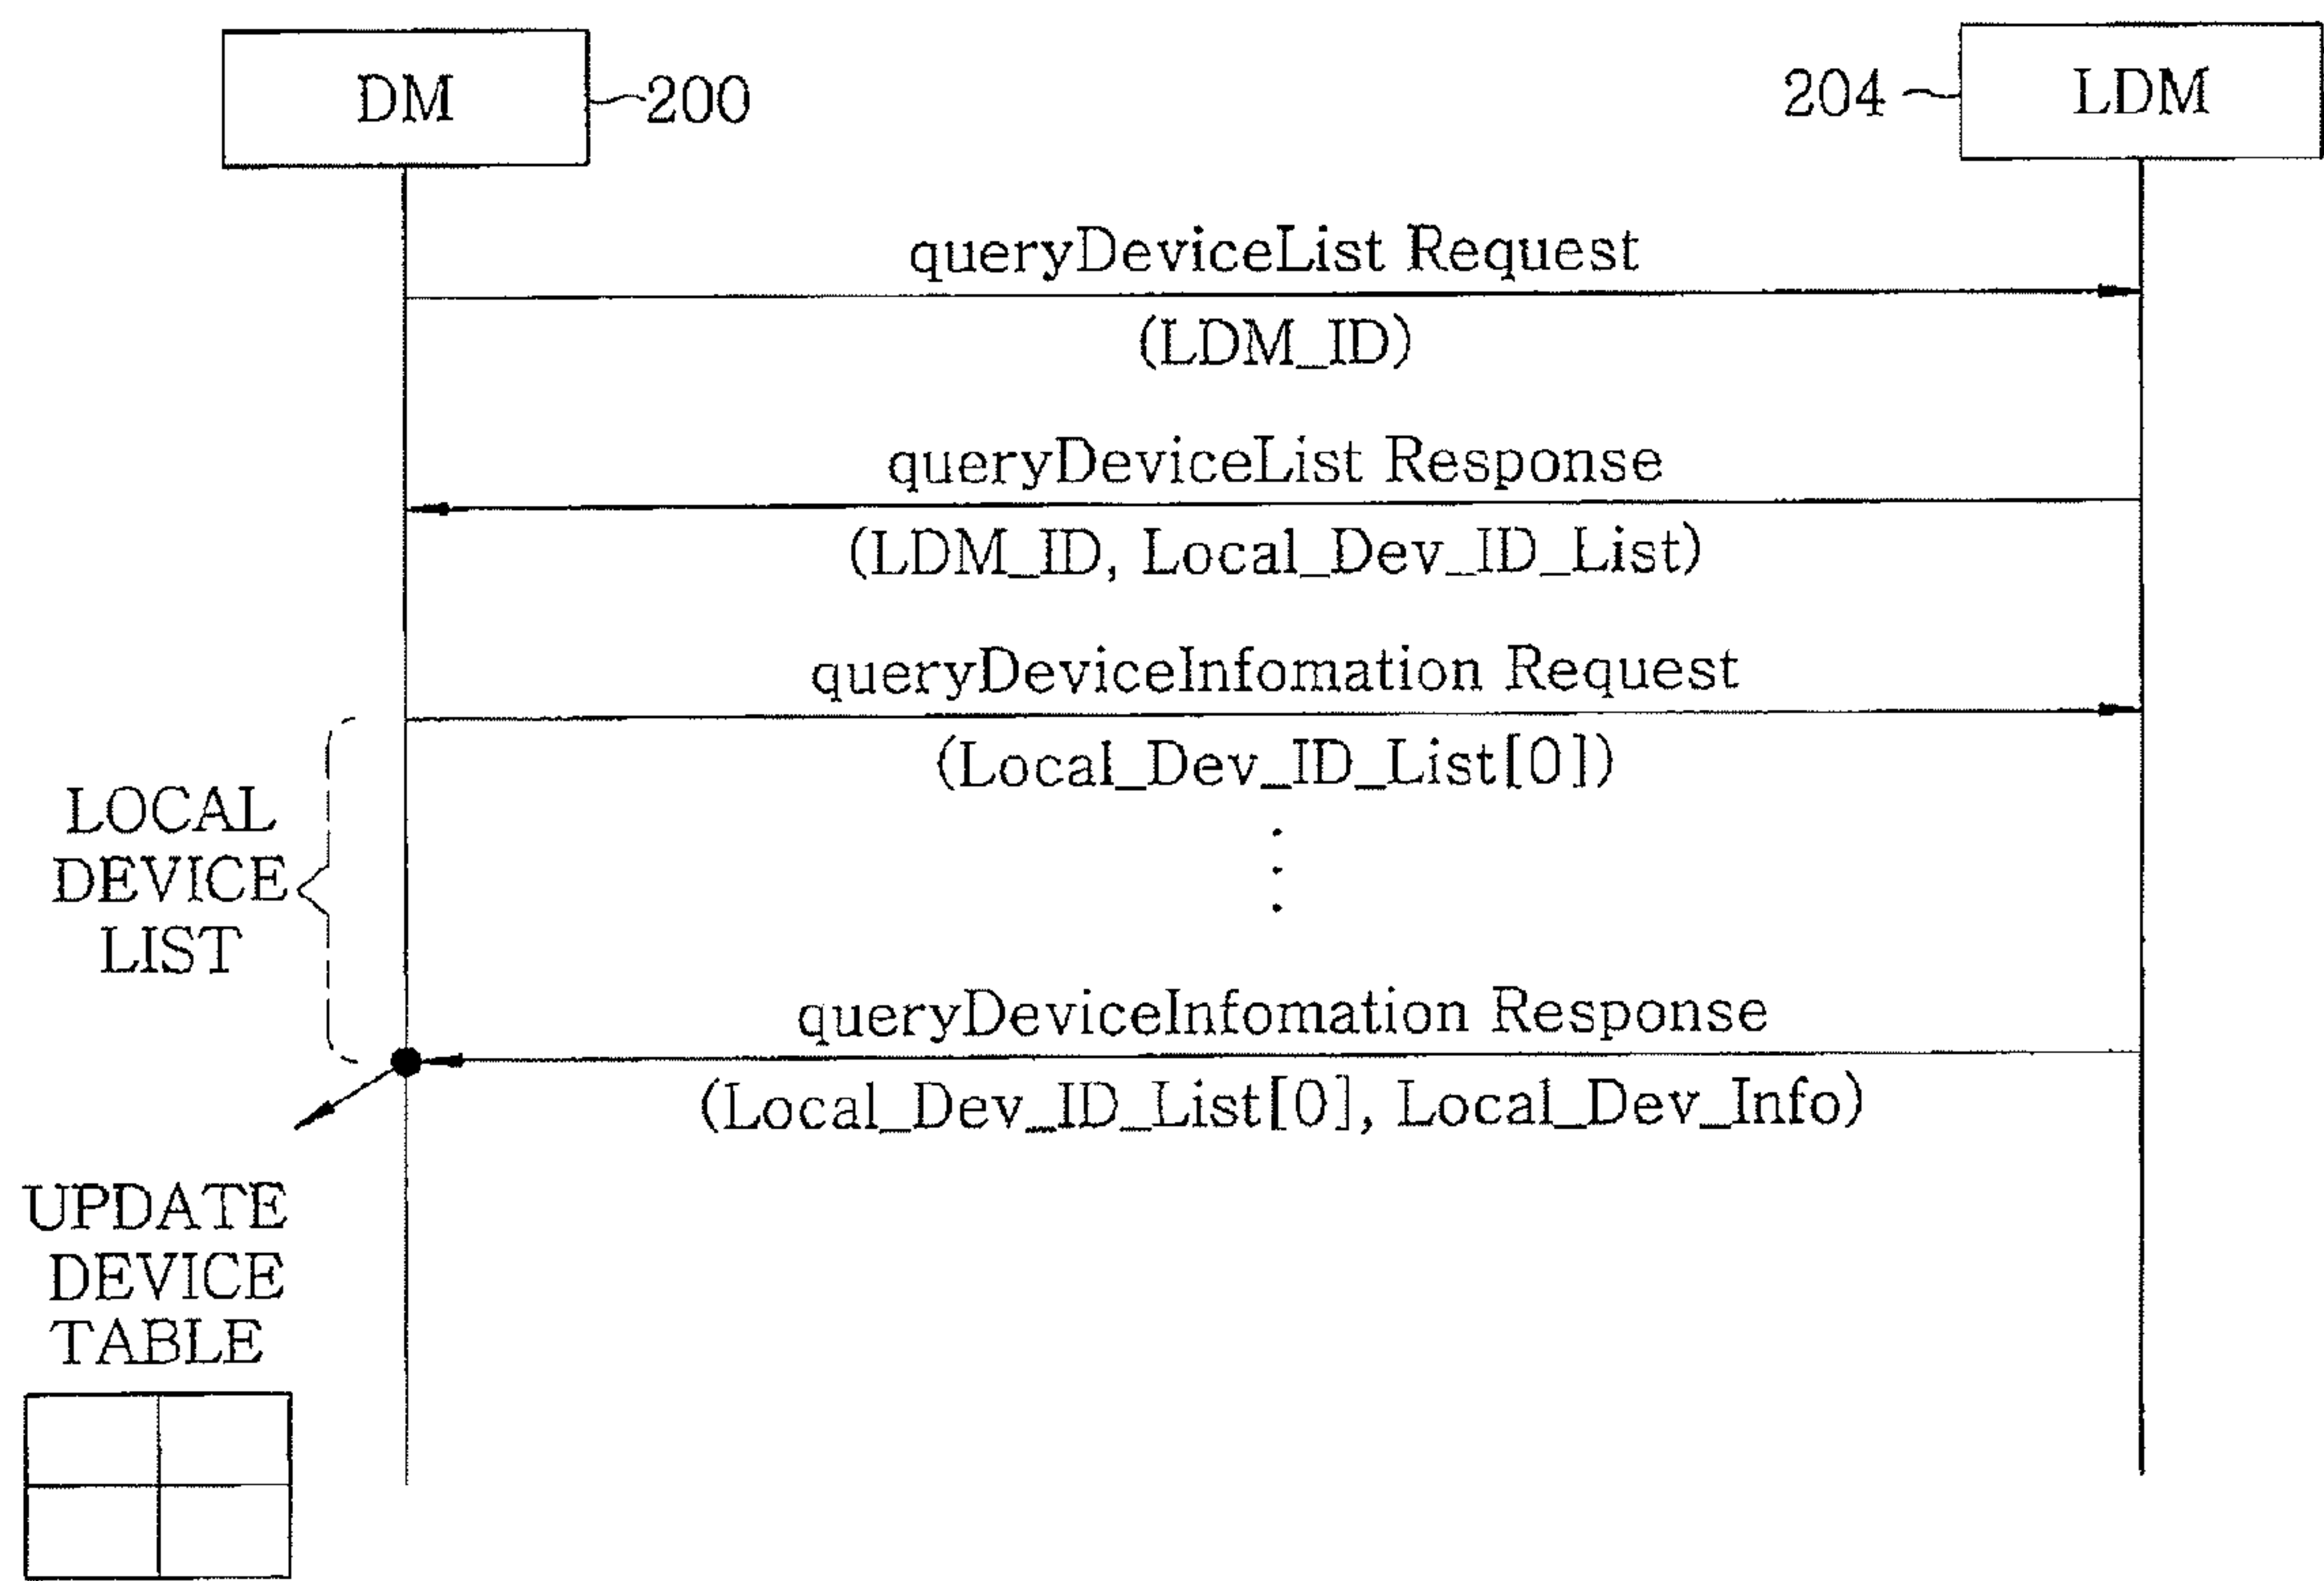 DM
200
204
LDM
queryDeviceList Request
(LDM_ID)
queryDeviceList Response
(LDM_ID, Local_Dev_ID_List)
queryDeviceInfomation Request
(Local_Dev_ID_List[0])
LOCAL
DEVICE
LIST
queryDeviceInfomation Response
(Local_Dev_ID_List[0], Local_Dev_Info)
UPDATE
DEVICE
TABLE